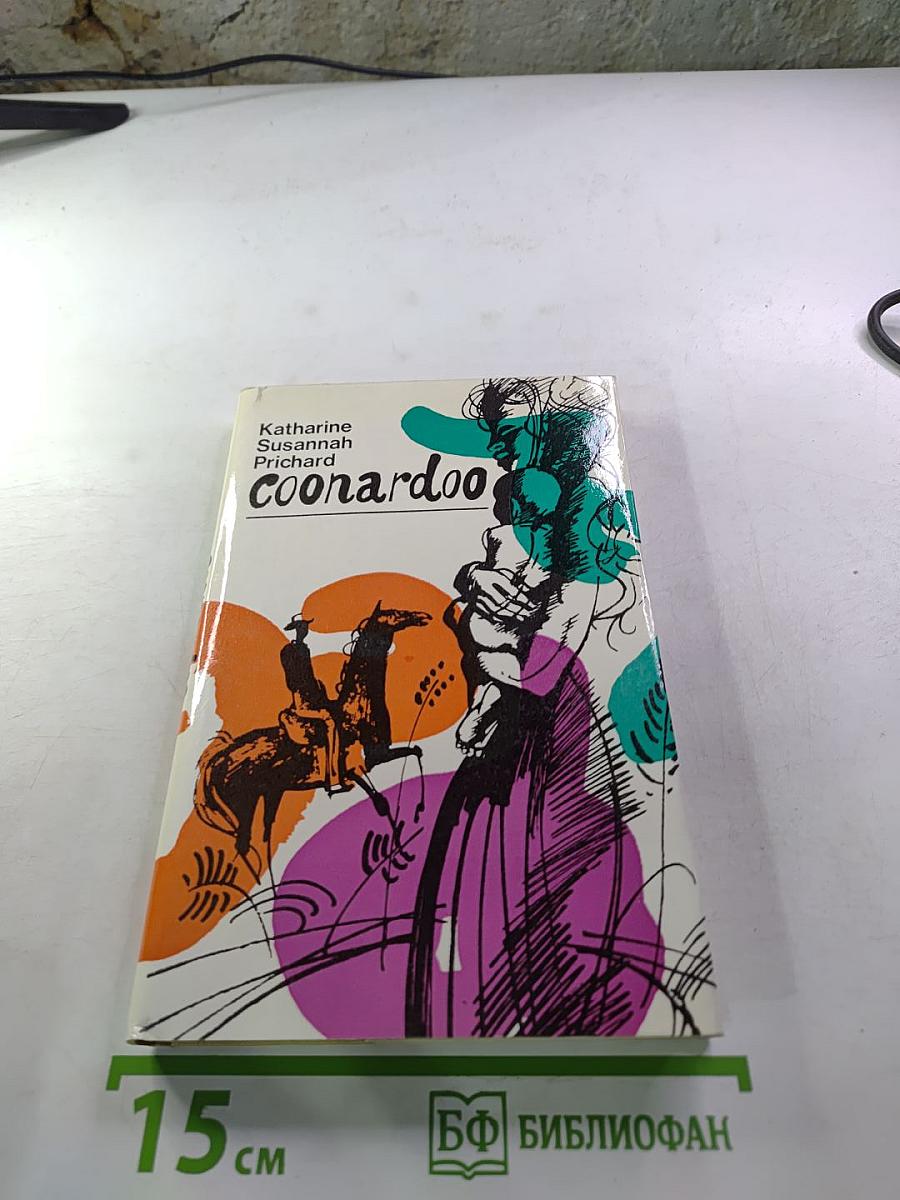 Katharine
Susannah
Prichard
coonardoo
15 см
БФ БИБЛИОФАН